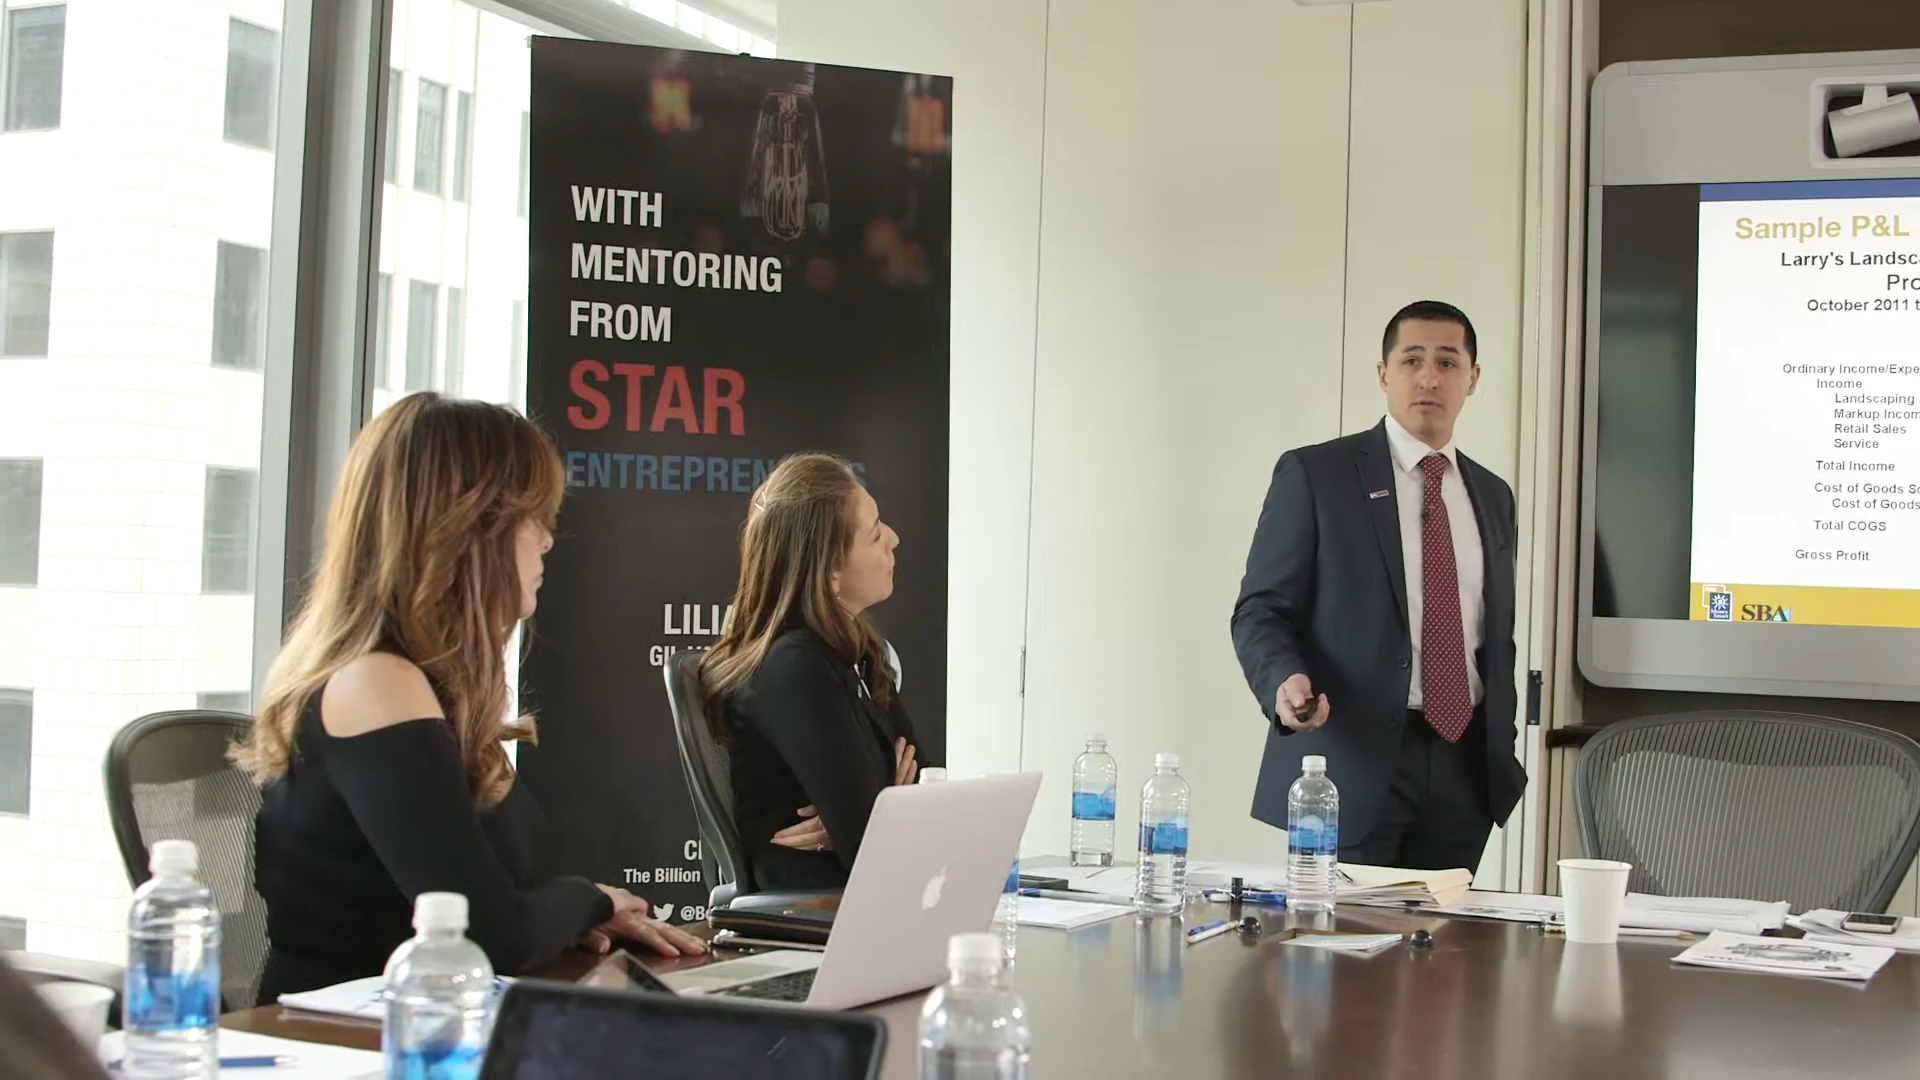 WITH
MENTORING
FROM
STAR
ENTREPREN S
LILIA
The Billion
Sample P&L
Larry's Landsca
Pro
October 2011 t
Ordinary Income/Expe
Income
Landscaping
Markup Incom
Retail Sales
Service
Total Income
Cost of Goods So
Cost of Goods
Total COGS
Gross Profit
SBA